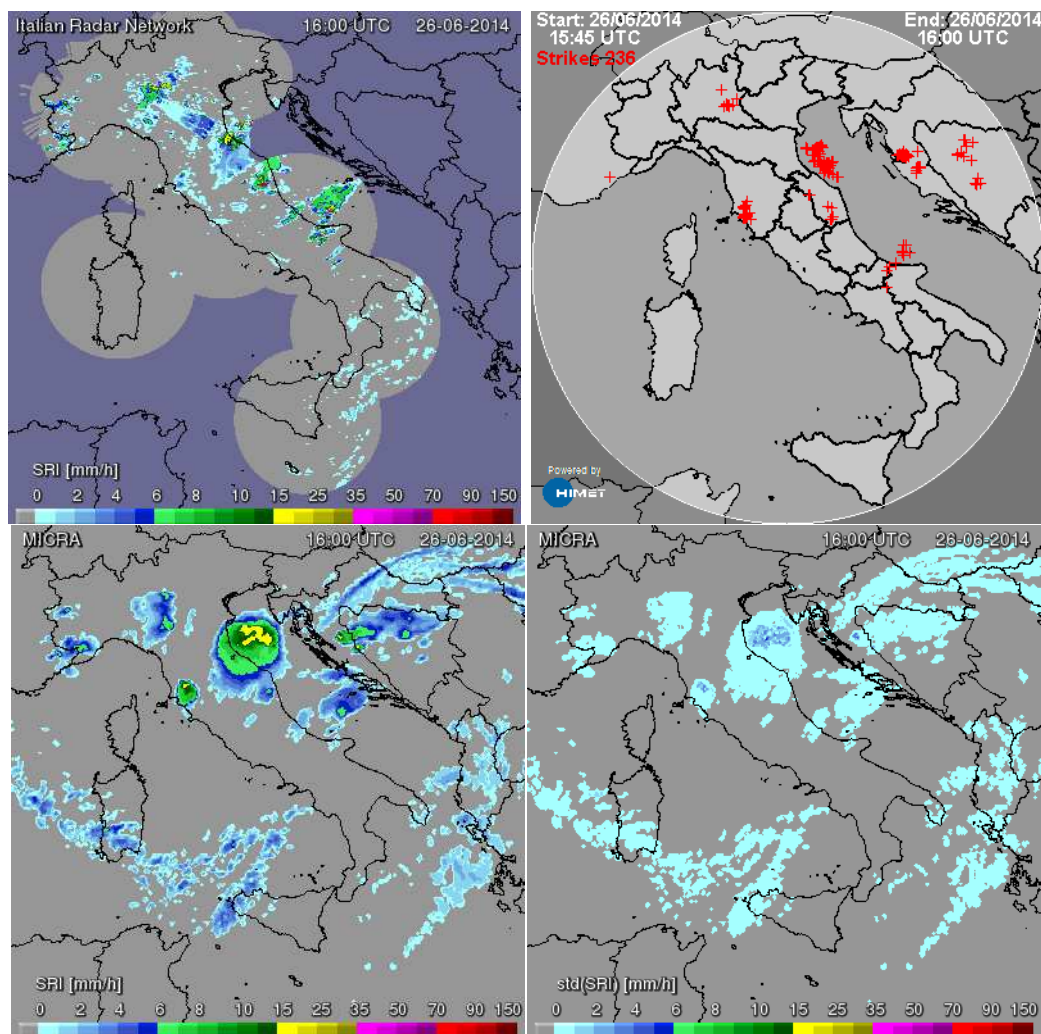 Italian Radar Network 16:00 UTC 26-06-2014
SRI [mm/h]
0 2 4 6 8 10 15 25 35 50 70 90 150
Start: 26/06/2014 End: 26/06/2014
15:45 UTC 16:00 UTC
Strikes 236
Powered by
HIMET
MICRA 16:00 UTC 26-06-2014
SRI [mm/h]
0 2 4 6 8 10 15 25 35 50 70 90 150
MICRA 16:00 UTC 26-06-2014
std(SRI) [mm/h]
0 2 4 6 8 10 15 25 35 50 70 90 150